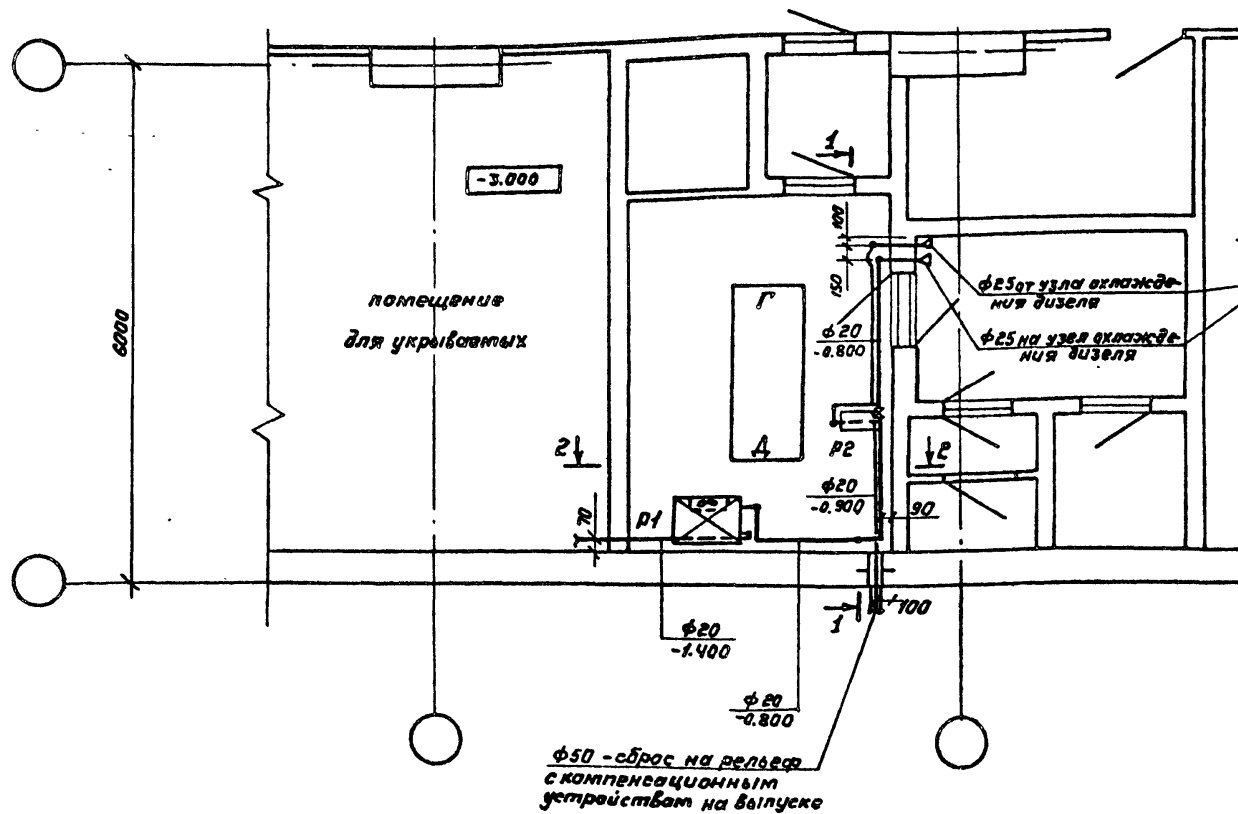 1
-3.000
100
150
ф25 от узла охлажде-
ния дизеля
помещение
для укрываемых
6000
Г
ф20
-0.800
ф25 на узел охлажде-
ния дизеля
Д
Р2
2
2
ф20
-0.900
90
70
Р1
100
1
ф20
-1.400
ф20
-0.800
ф50 - сброс на рельеф
с компенсационным
устройством на выпуске